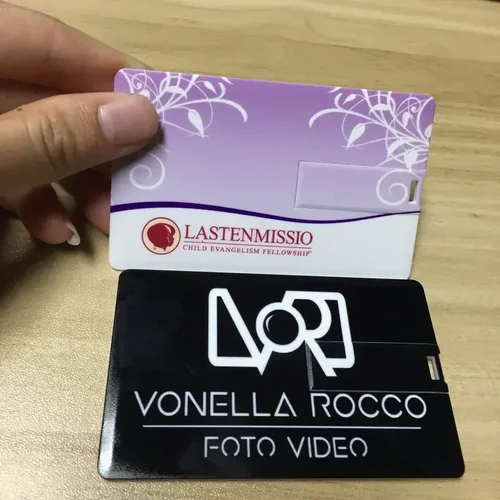 LASTENMISSIO
CHILD EVANGELISM FELLOWSHIP®
VONELLA ROCCO
FOTO VIDEO